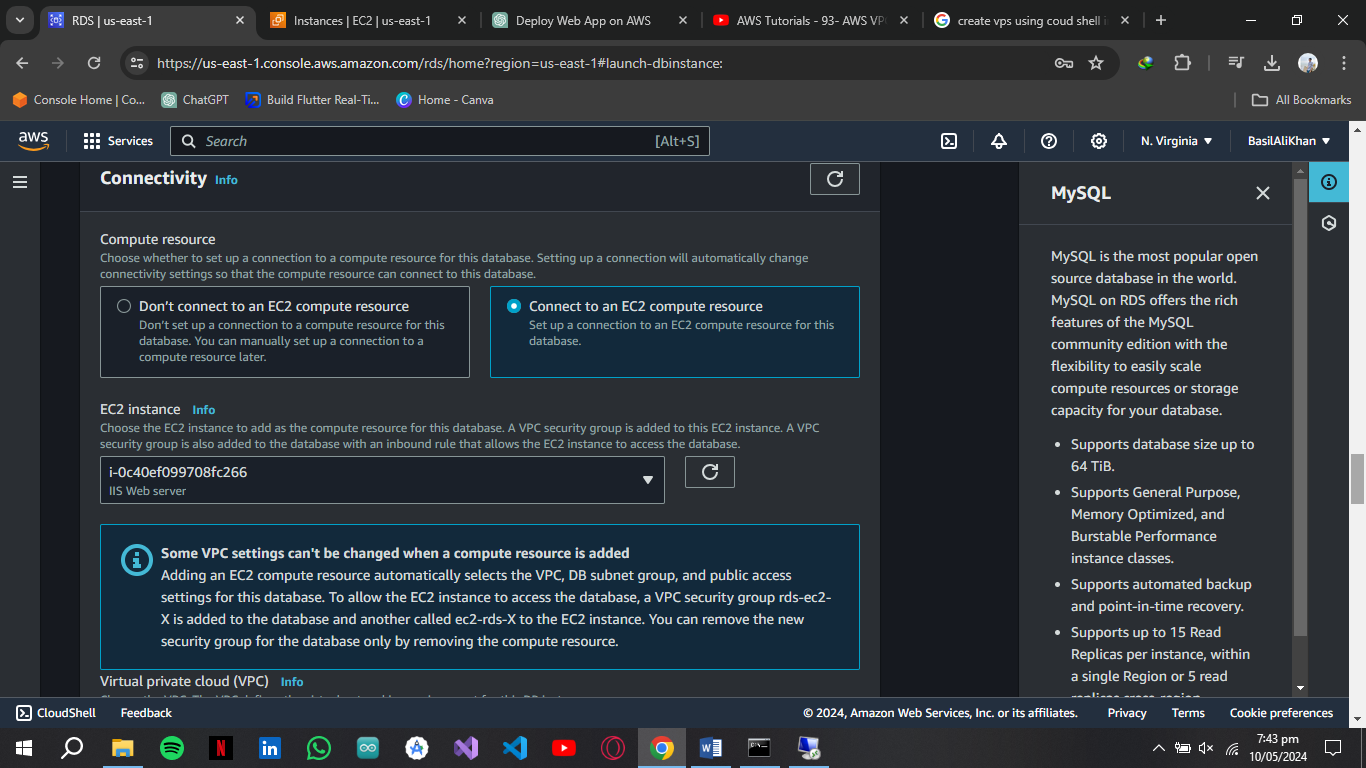 RDS | us-east-1
Instances | EC2 | us-east-1
Deploy Web App on AWS
AWS Tutorials - 93- AWS VP
create vps using coud shell i
https://us-east-1.console.aws.amazon.com/rds/home?region=us-east-1#launch-dbinstance:
Console Home | Co...
ChatGPT
Build Flutter Real-Ti...
Home - Canva
All Bookmarks
aws
Services
Search
[Alt+S]
N. Virginia
BasilAliKhan
Connectivity Info
Compute resource
Choose whether to set up a connection to a compute resource for this database. Setting up a connection will automatically change
connectivity settings so that the compute resource can connect to this database.
Don't connect to an EC2 compute resource
Don't set up a connection to a compute resource for this
database. You can manually set up a connection to a
compute resource later.
Connect to an EC2 compute resource
Set up a connection to an EC2 compute resource for this
database.
EC2 instance Info
Choose the EC2 instance to add as the compute resource for this database. A VPC security group is added to this EC2 instance. A VPC
security group is also added to the database with an inbound rule that allows the EC2 instance to access the database.
i-0c40ef099708fc266
IIS Web server
Some VPC settings can't be changed when a compute resource is added
Adding an EC2 compute resource automatically selects the VPC, DB subnet group, and public access
settings for this database. To allow the EC2 instance to access the database, a VPC security group rds-ec2-
X is added to the database and another called ec2-rds-X to the EC2 instance. You can remove the new
security group for the database only by removing the compute resource.
Virtual private cloud (VPC) Info
MySQL
MySQL is the most popular open
source database in the world.
MySQL on RDS offers the rich
features of the MySQL
community edition with the
flexibility to easily scale
compute resources or storage
capacity for your database.
• Supports database size up to
64 TiB.
• Supports General Purpose,
Memory Optimized, and
Burstable Performance
instance classes.
• Supports automated backup
and point-in-time recovery.
• Supports up to 15 Read
Replicas per instance, within
a single Region or 5 read
replicas cross-region
CloudShell
Feedback
© 2024, Amazon Web Services, Inc. or its affiliates.
Privacy
Terms
Cookie preferences
7:43 pm
10/05/2024